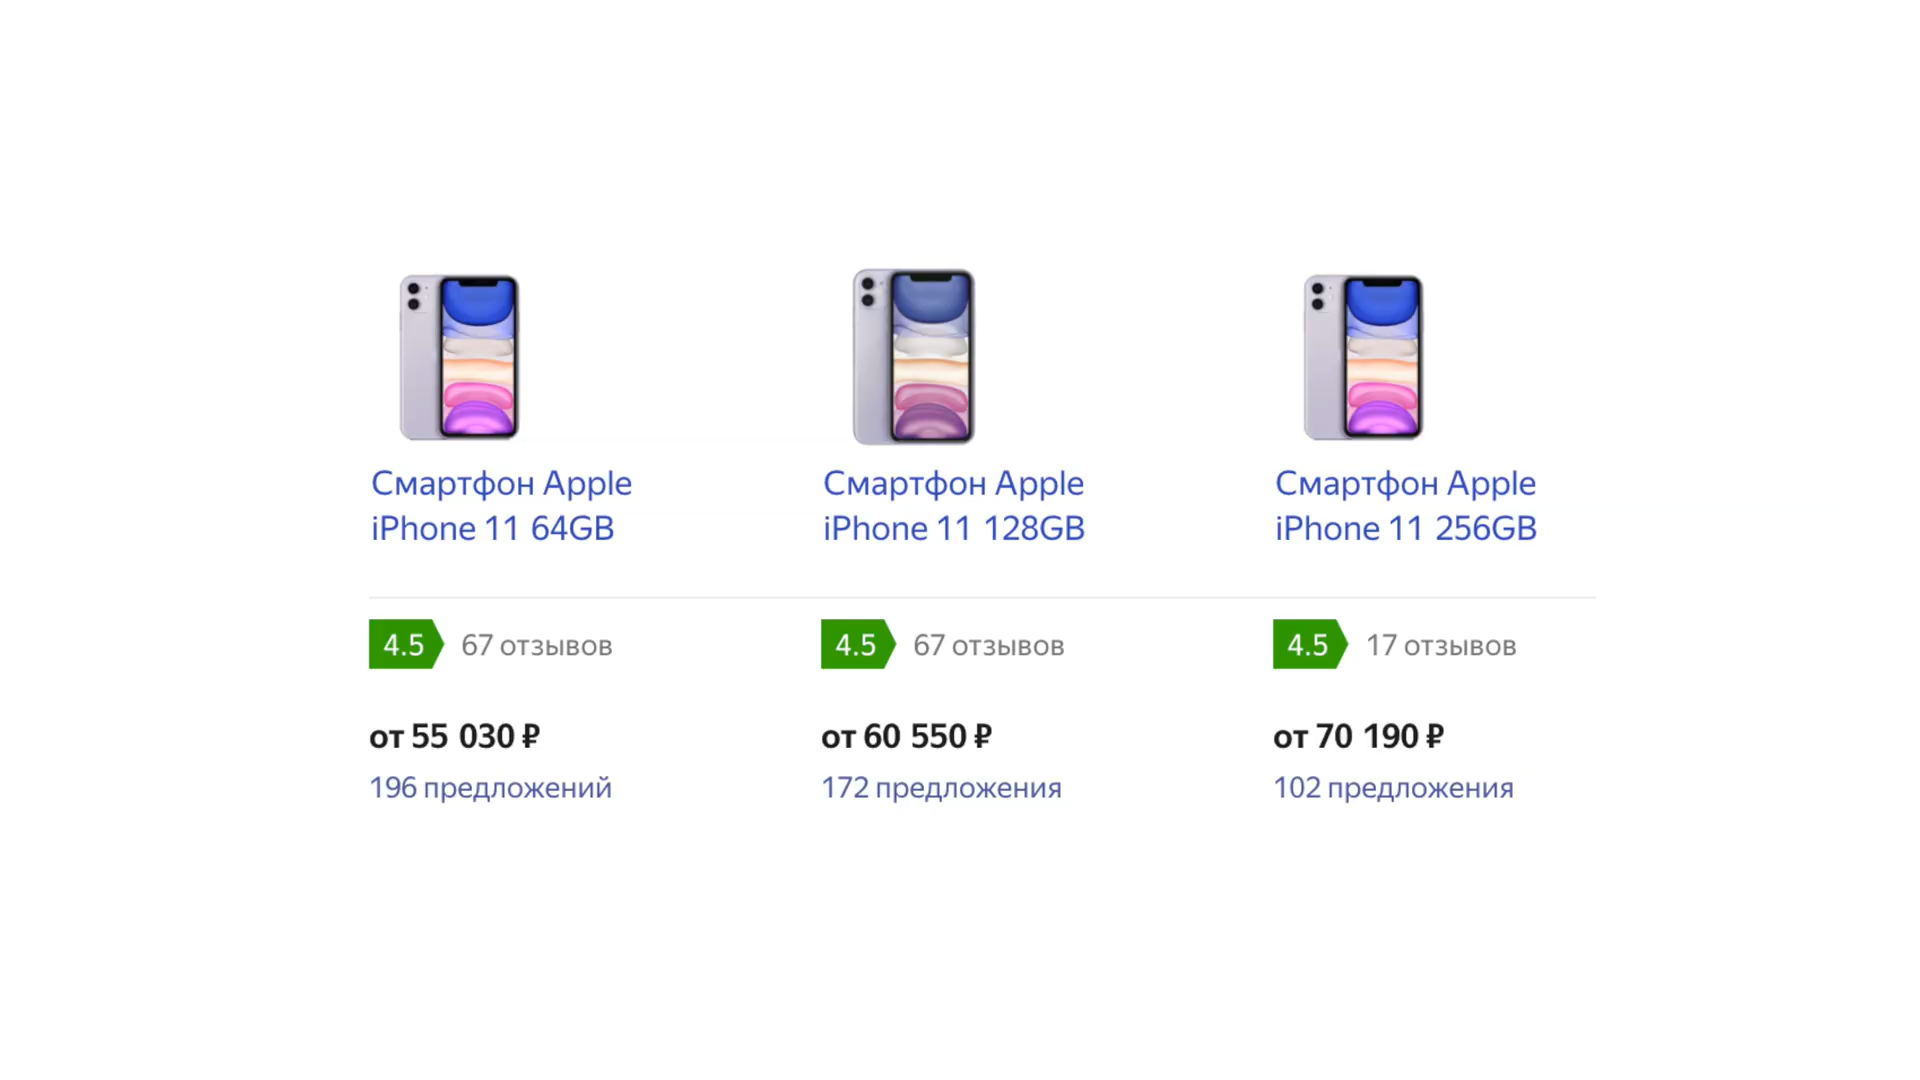 Смартфон Apple
iPhone 11 64GB
4.5 67 отзывов
от 55 030 ₽
196 предложений
Смартфон Apple
iPhone 11 128GB
4.5 67 отзывов
от 60 550 ₽
172 предложения
Смартфон Apple
iPhone 11 256GB
4.5 17 отзывов
от 70 190 ₽
102 предложения